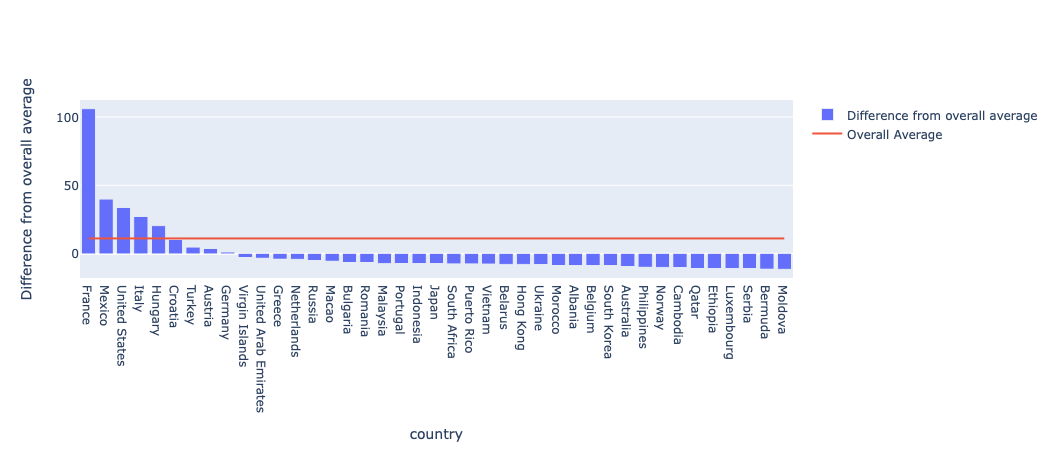 Difference from overall average
100
50
0
Difference from overall average
Overall Average
France
Mexico
United States
Italy
Hungary
Croatia
Turkey
Austria
Germany
Virgin Islands
United Arab Emirates
Greece
Netherlands
Russia
Macao
Bulgaria
Romania
Malaysia
Portugal
Indonesia
Japan
South Africa
Puerto Rico
Vietnam
Belarus
Hong Kong
Ukraine
Morocco
Albania
Belgium
South Korea
Australia
Philippines
Norway
Cambodia
Qatar
Ethiopia
Luxembourg
Serbia
Bermuda
Moldova
country